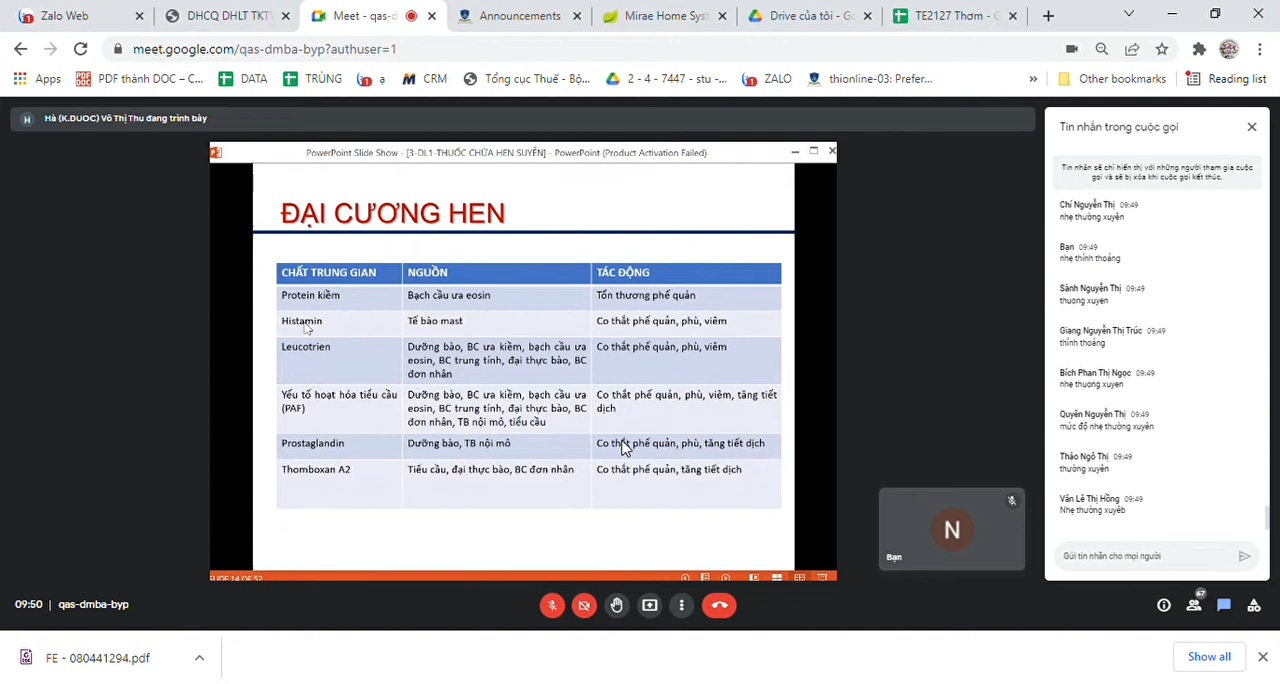 Zalo Web
DHCQ DHLT TKTV
Meet - qas-d
Announcements
Mirae Home Sys
Drive của tôi - Go
TE2127 Thơm - G
meet.google.com/qas-dmba-byp?authuser=1
Apps
PDF thành DOC – C...
DATA
TRÙNG
ạ
CRM
Tổng cục Thuế - Bộ...
2 - 4 - 7447 - stu -...
ZALO
thionline-03: Prefer...
»
Other bookmarks
Reading list
H
Hà (K.DUOC) Võ Thị Thu đang trình bày
PowerPoint Slide Show - [3-DL1-THUỐC CHỮA HEN SUYỄN] - PowerPoint (Product Activation Failed)
ĐẠI CƯƠNG HEN
CHẤT TRUNG GIAN NGUỒN TÁC ĐỘNG
Protein kiềm Bạch cầu ưa eosin Tổn thương phế quản
Histamin Tế bào mast Co thắt phế quản, phù, viêm
Leucotrien Dưỡng bào, BC ưa kiềm, bạch cầu ưa Co thắt phế quản, phù, viêm
eosin, BC trung tính, đại thực bào, BC
đơn nhân
Yếu tố hoạt hóa tiểu cầu Dưỡng bào, BC ưa kiềm, bạch cầu ưa Co thắt phế quản, phù, viêm, tăng tiết
(PAF) eosin, BC trung tính, đại thực bào, BC dịch
đơn nhân, TB nội mô, tiểu cầu
Prostaglandin Dưỡng bào, TB nội mô Co thắt phế quản, phù, tăng tiết dịch
Thomboxan A2 Tiểu cầu, đại thực bào, BC đơn nhân Co thắt phế quản, tăng tiết dịch
SLIDE 14 OF 52
N
Bạn
Tin nhắn trong cuộc gọi
Tin nhắn sẽ chỉ hiển thị với những người tham gia cuộc
gọi và sẽ bị xóa khi cuộc gọi kết thúc.
Chí Nguyễn Thị 09:49
nhẹ thường xuyên
Bạn 09:49
nhẹ thỉnh thoảng
Sành Nguyễn Thị 09:49
thuong xuyen
Giang Nguyễn Thị Trúc 09:49
thỉnh thoảng
Bích Phan Thị Ngọc 09:49
nhẹ thuong xuyen
Quyên Nguyễn Thị 09:49
mức độ nhẹ thường xuyên
Thảo Ngô Thị 09:49
thường xuyên
Vân Lê Thị Hồng 09:49
Nhẹ thường xuyêb
Gửi tin nhắn cho mọi người
09:50 | qas-dmba-byp
67
FE - 080441294.pdf
Show all